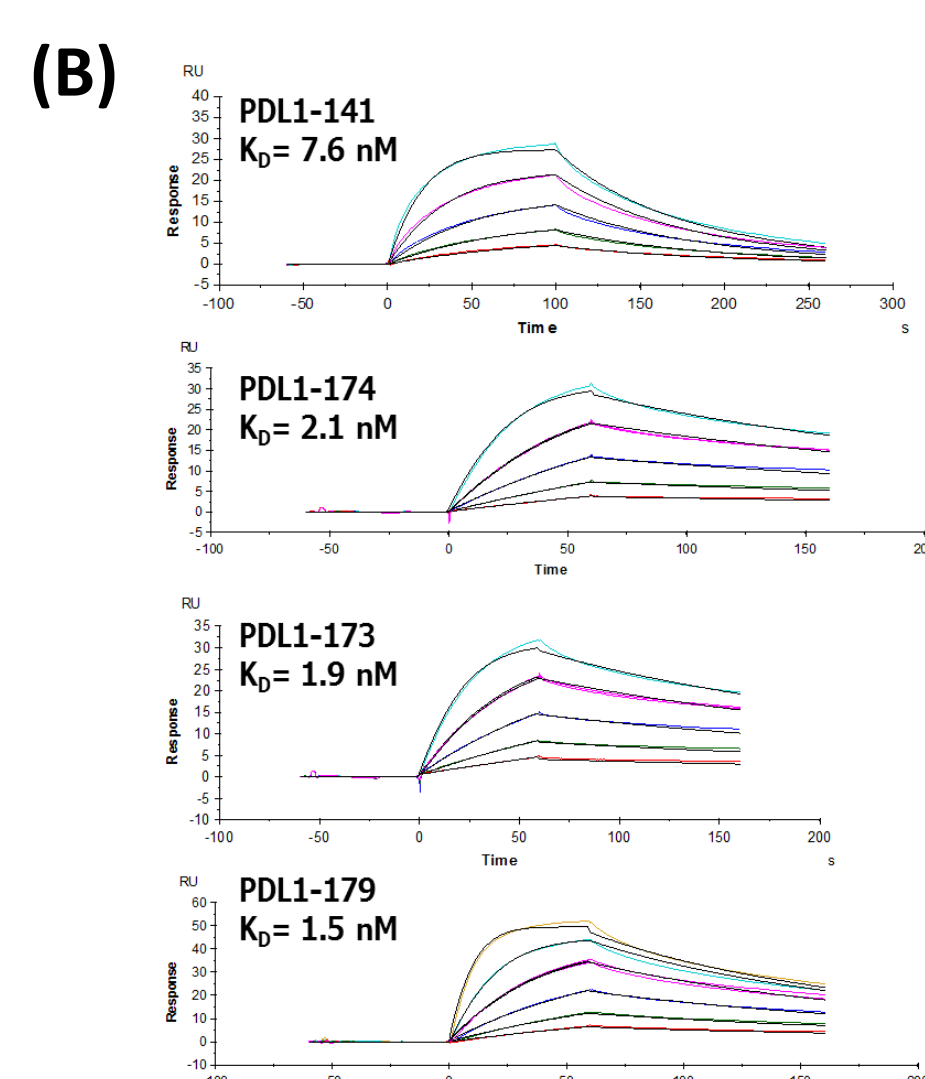 (B)
RU
PDL1-141
K_D= 7.6 nM
40
35
30
25
20
15
10
5
0
-5
Response
-100 -50 0 50 100 150 200 250 300
Time s
RU
PDL1-174
K_D= 2.1 nM
35
30
25
20
15
10
5
0
-5
Response
-100 -50 0 50 100 150
Time
RU
PDL1-173
K_D= 1.9 nM
35
30
25
20
15
10
5
0
-5
-10
Response
-100 -50 0 50 100 150 200
Time s
RU
PDL1-179
K_D= 1.5 nM
60
50
40
30
20
10
0
-10
Response